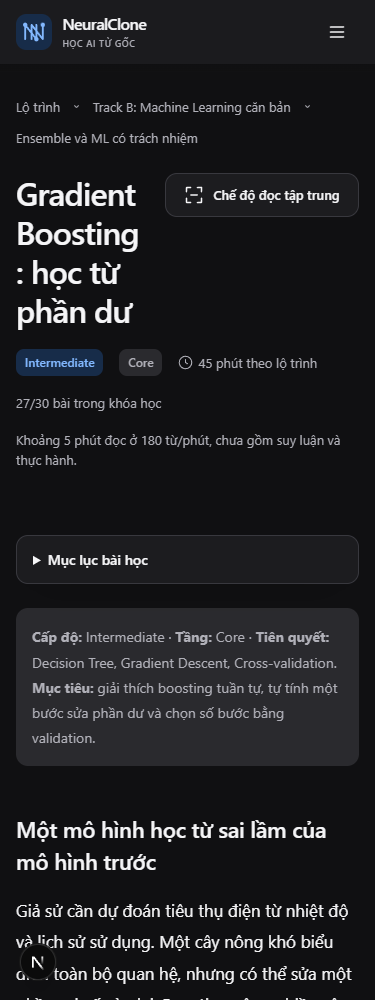 NeuralClone
HỌC AI TỪ GỐC
Lộ trình
Track B: Machine Learning căn bản
Ensemble và ML có trách nhiệm
Gradient
Boosting
: học từ
phần dư
Chế độ đọc tập trung
Intermediate
Core
45 phút theo lộ trình
27/30 bài trong khóa học
Khoảng 5 phút đọc ở 180 từ/phút, chưa gồm suy luận và
thực hành.
Mục lục bài học
Cấp độ: Intermediate · Tầng: Core · Tiên quyết:
Decision Tree, Gradient Descent, Cross-validation.
Mục tiêu: giải thích boosting tuần tự, tự tính một
bước sửa phần dư và chọn số bước bằng
validation.
Một mô hình học từ sai lầm của
mô hình trước
Giả sử cần dự đoán tiêu thụ điện từ nhiệt độ
và lịch sử sử dụng. Một cây nông khó biểu
toàn bộ quan hệ, nhưng có thể sửa một
N